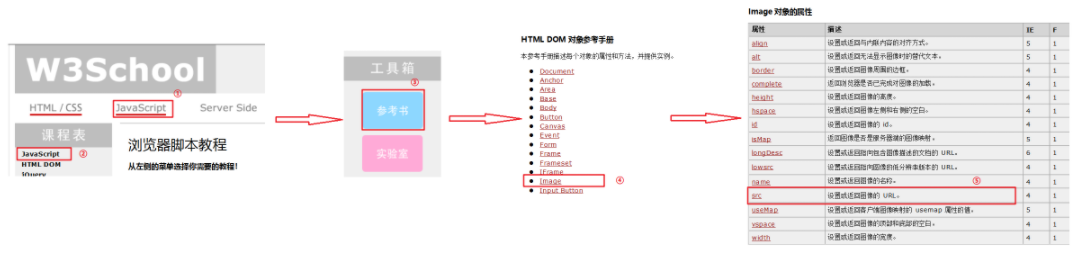 W3School
①
HTML / CSS
JavaScript
Server Side
课程表
JavaScript
②
HTML DOM
jQuery
浏览器脚本教程
从左侧的菜单选择你需要的教程!
工具箱
③
参考书
实验室
HTML DOM 对象参考手册
本参考手册描述每个对象的属性和方法，并提供实例。
Document
Anchor
Area
Base
Body
Button
Canvas
Event
Form
Frame
Frameset
IFrame
Image
④
Input Button
Image 对象的属性
属性 描述 IE F
align 设置或返回与内联内容的对齐方式。 5 1
alt 设置或返回无法显示图像时的替代文本。 5 1
border 设置或返回图像周围的边框。 4 1
complete 返回浏览器是否已完成对图像的加载。 4 1
height 设置或返回图像的高度。 4 1
hspace 设置或返回图像左侧和右侧的空白。 4 1
id 设置或返回图像的 id。 4 1
isMap 返回图像是否是服务器端的图像映射。 5 1
longDesc 设置或返回指向包含图像描述的文档的 URL。 6 1
lowsrc 设置或返回指向图像的低分辨率版本的 URL。 4 1
name 设置或返回图像的名称。 4 1
⑤
src 设置或返回图像的 URL。 4 1
useMap 设置或返回客户端图像映射的 usemap 属性的值。 5 1
vspace 设置或返回图像的顶部和底部的空白。 4 1
width 设置或返回图像的宽度。 4 1